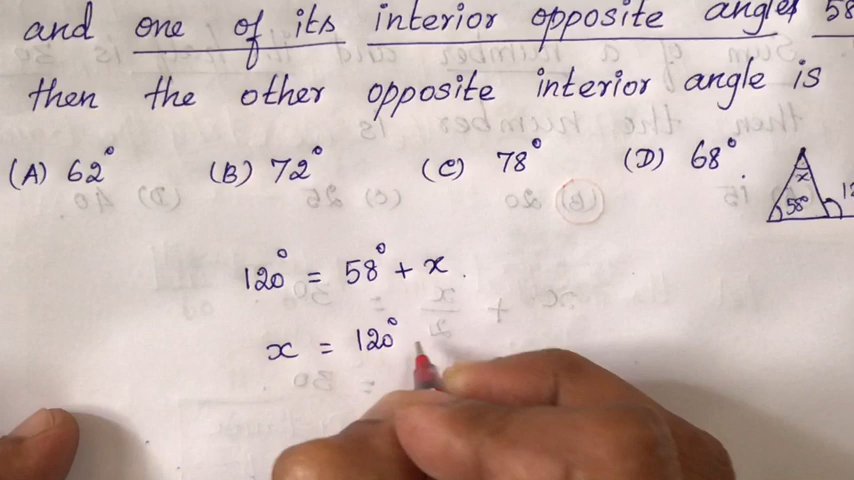 and one of its interior opposite angles 58
then the other opposite interior angle is
(A) 62° (B) 72° (C) 78° (D) 68°.
x
58° 12
120° = 58° + x.
x = 120°